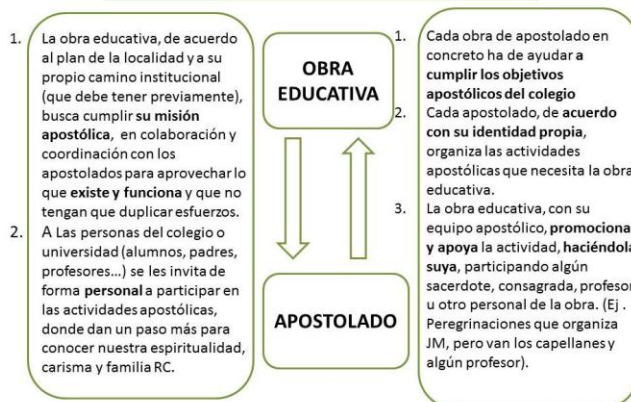 1. La obra educativa, de acuerdo
al plan de la localidad y a su
propio camino institucional
(que debe tener previamente),
busca cumplir su misión
apostólica, en colaboración y
coordinación con los
apostolados para aprovechar lo
que existe y funciona y que no
tengan que duplicar esfuerzos.
2. A Las personas del colegio o
universidad (alumnos, padres,
profesores...) se les invita de
forma personal a participar en
las actividades apostólicas,
donde dan un paso más para
conocer nuestra espiritualidad,
carisma y familia RC.
OBRA
EDUCATIVA
APOSTOLADO
1. Cada obra de apostolado en
concreto ha de ayudar a
cumplir los objetivos
apostólicos del colegio
2. Cada apostolado, de acuerdo
con su identidad propia,
organiza las actividades
apostólicas que necesita la obra
educativa.
3. La obra educativa, con su
equipo apostólico, promociona
y apoya la actividad, haciéndola
suya, participando algún
sacerdote, consagrada, profesor
u otro personal de la obra. (Ej .
Peregrinaciones que organiza
JM, pero van los capellanes y
algún profesor).